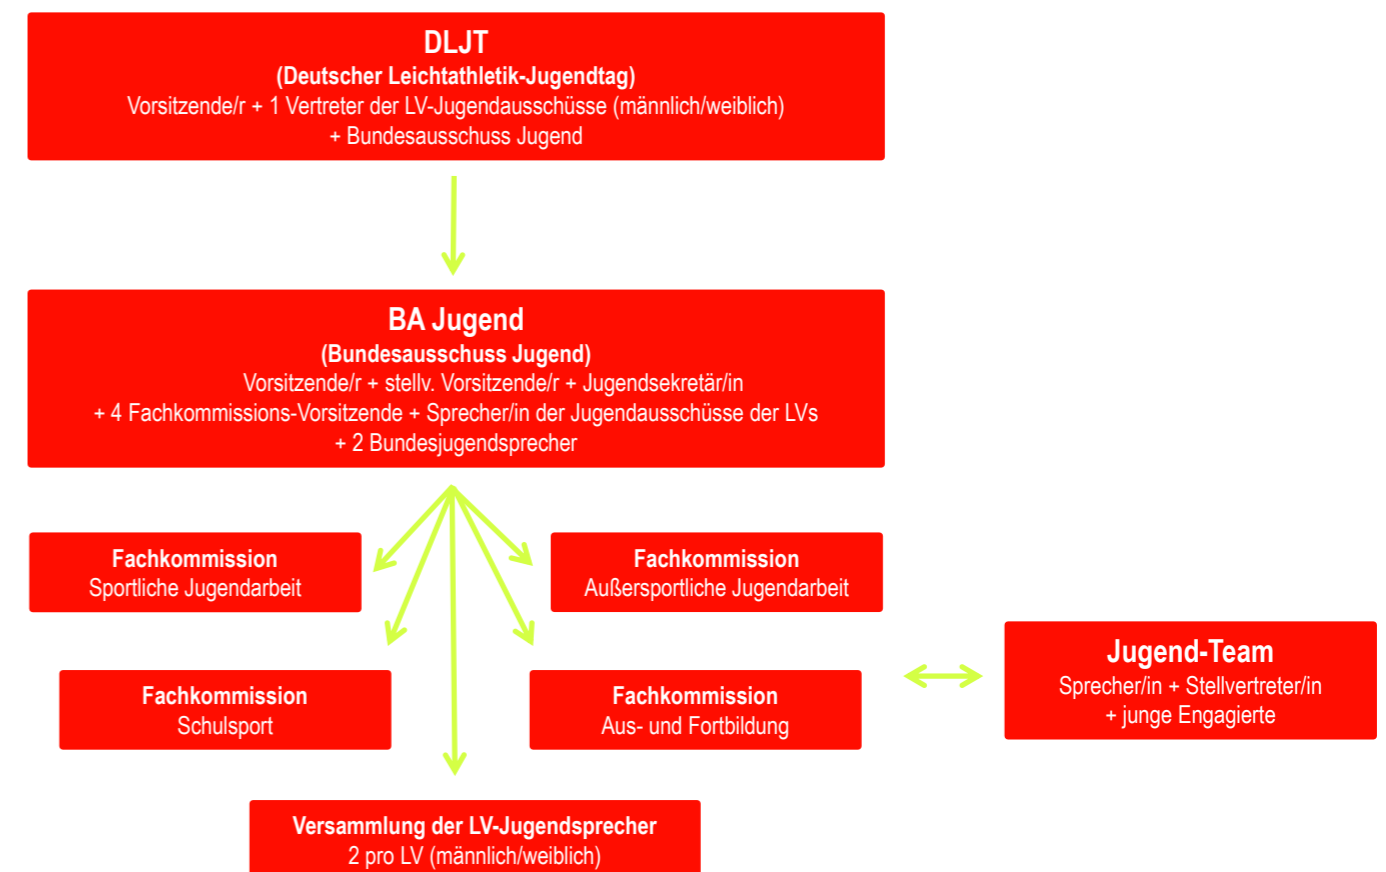 DLJT
(Deutscher Leichtathletik-Jugendtag)
Vorsitzende/r + 1 Vertreter der LV-Jugendausschüsse (männlich/weiblich)
+ Bundesausschuss Jugend
BA Jugend
(Bundesausschuss Jugend)
Vorsitzende/r + stellv. Vorsitzende/r + Jugendsekretär/in
+ 4 Fachkommissions-Vorsitzende + Sprecher/in der Jugendausschüsse der LVs
+ 2 Bundesjugendsprecher
Fachkommission
Sportliche Jugendarbeit
Fachkommission
Außersportliche Jugendarbeit
Fachkommission
Schulsport
Fachkommission
Aus- und Fortbildung
Jugend-Team
Sprecher/in + Stellvertreter/in
+ junge Engagierte
Versammlung der LV-Jugendsprecher
2 pro LV (männlich/weiblich)